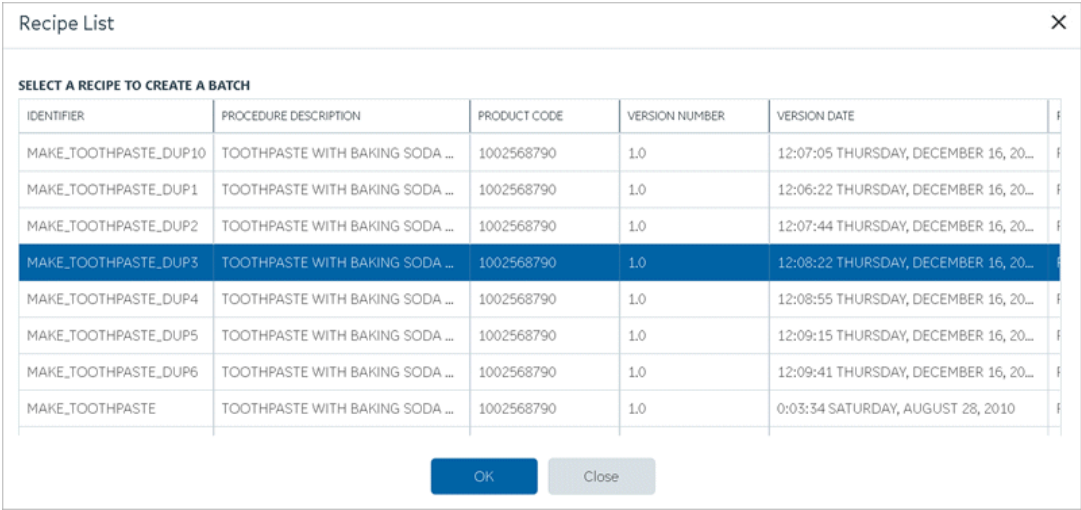 Recipe List
SELECT A RECIPE TO CREATE A BATCH
IDENTIFIER PROCEDURE DESCRIPTION PRODUCT CODE VERSION NUMBER VERSION DATE
MAKE_TOOTHPASTE_DUP10 TOOTHPASTE WITH BAKING SODA ... 1002568790 1.0 12:07:05 THURSDAY, DECEMBER 16, 20...
MAKE_TOOTHPASTE_DUP1 TOOTHPASTE WITH BAKING SODA ... 1002568790 1.0 12:06:22 THURSDAY, DECEMBER 16, 20...
MAKE_TOOTHPASTE_DUP2 TOOTHPASTE WITH BAKING SODA ... 1002568790 1.0 12:07:44 THURSDAY, DECEMBER 16, 20...
MAKE_TOOTHPASTE_DUP3 TOOTHPASTE WITH BAKING SODA ... 1002568790 1.0 12:08:22 THURSDAY, DECEMBER 16, 20...
MAKE_TOOTHPASTE_DUP4 TOOTHPASTE WITH BAKING SODA ... 1002568790 1.0 12:08:55 THURSDAY, DECEMBER 16, 20...
MAKE_TOOTHPASTE_DUP5 TOOTHPASTE WITH BAKING SODA ... 1002568790 1.0 12:09:15 THURSDAY, DECEMBER 16, 20...
MAKE_TOOTHPASTE_DUP6 TOOTHPASTE WITH BAKING SODA ... 1002568790 1.0 12:09:41 THURSDAY, DECEMBER 16, 20...
MAKE_TOOTHPASTE TOOTHPASTE WITH BAKING SODA ... 1002568790 1.0 0:03:34 SATURDAY, AUGUST 28, 2010
OK Close